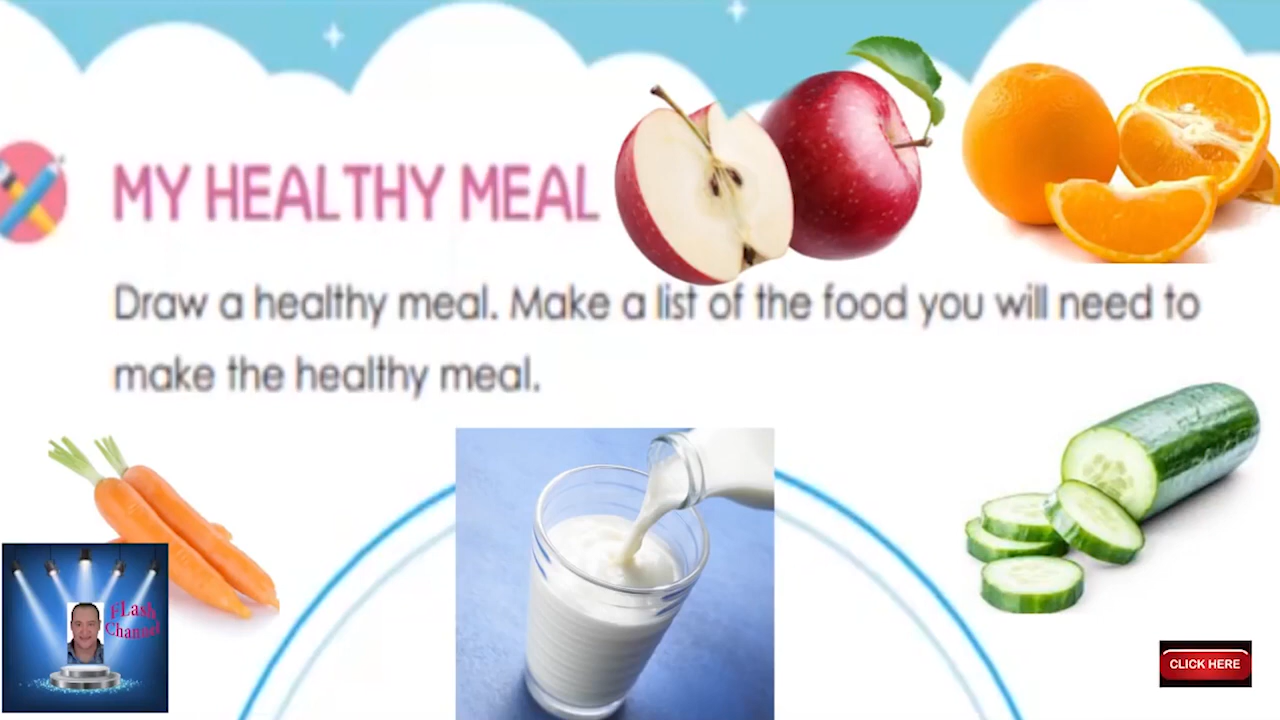 MY HEALTHY MEAL
Draw a healthy meal. Make a list of the food you will need to
make the healthy meal.
FLash
Channel
CLICK HERE